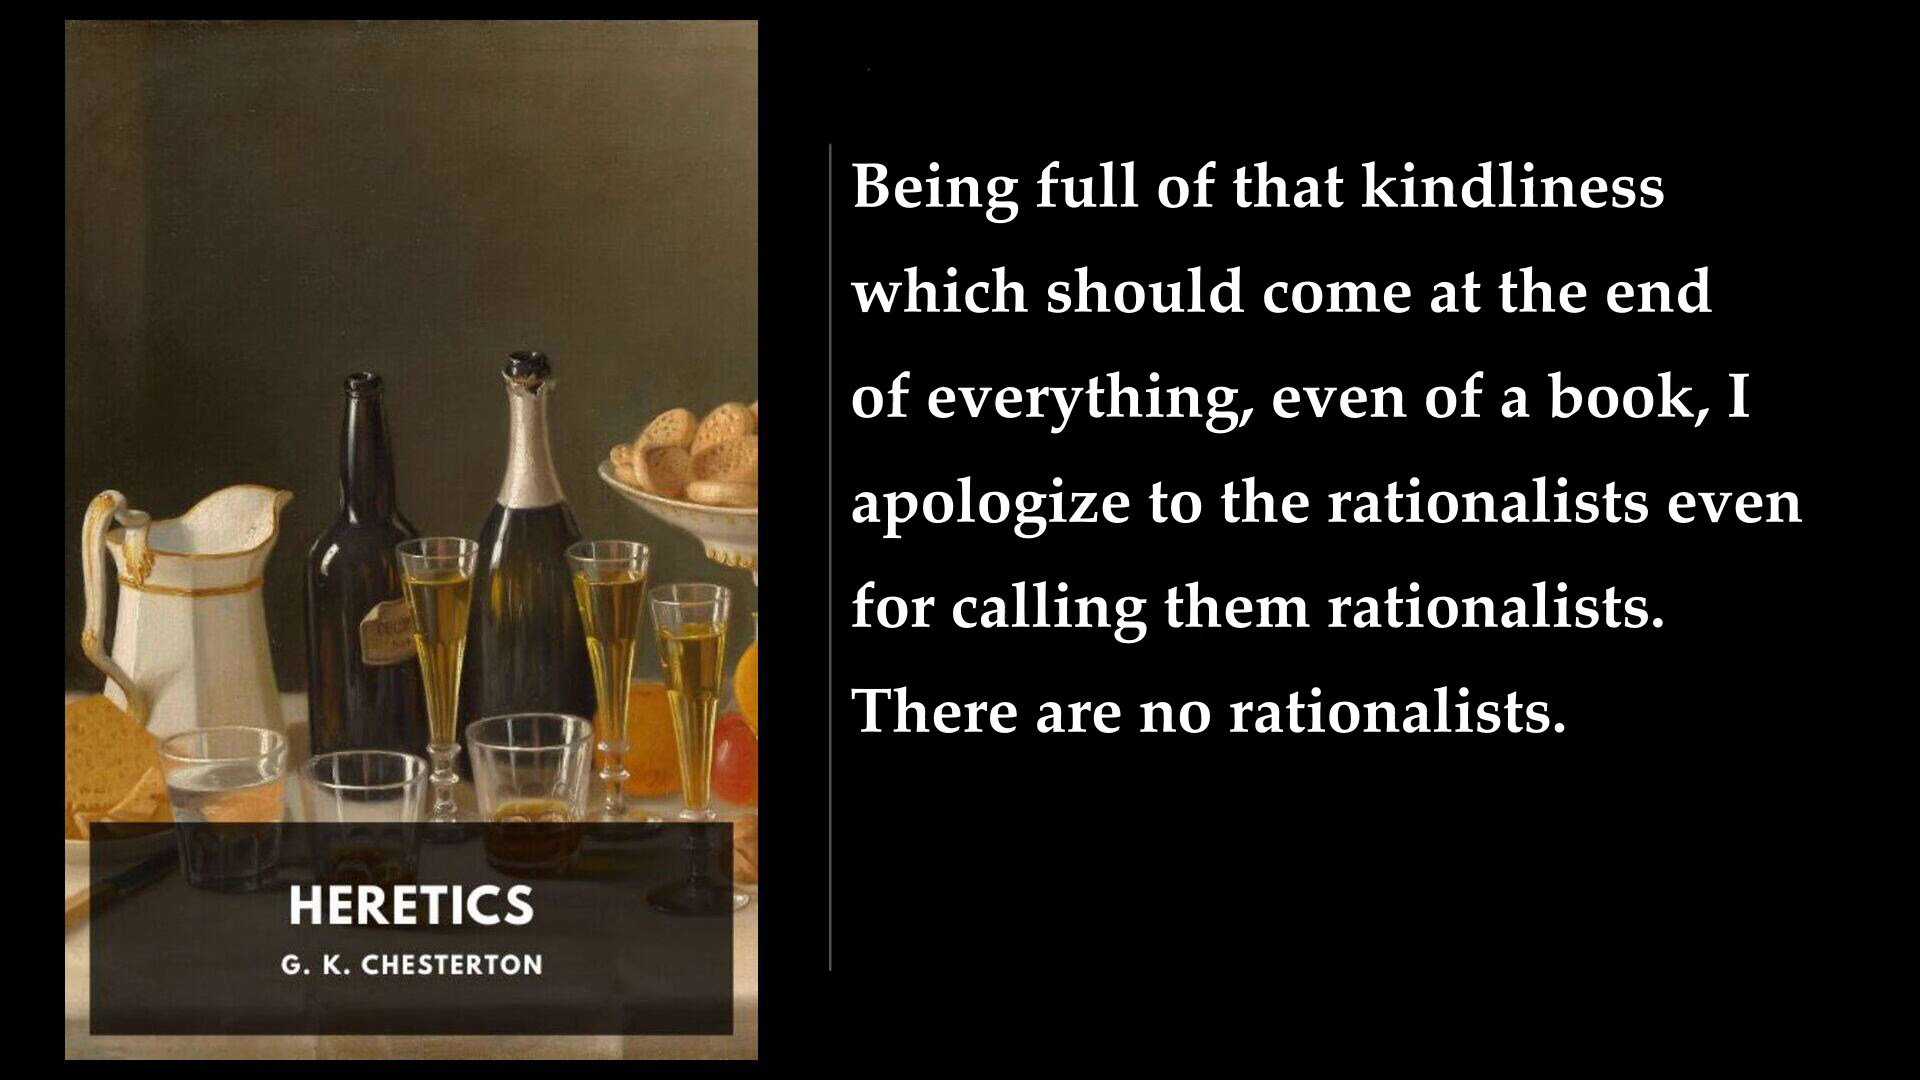 Being full of that kindliness
which should come at the end
of everything, even of a book, I
apologize to the rationalists even
for calling them rationalists.
There are no rationalists.
HERETICS
G. K. CHESTERTON